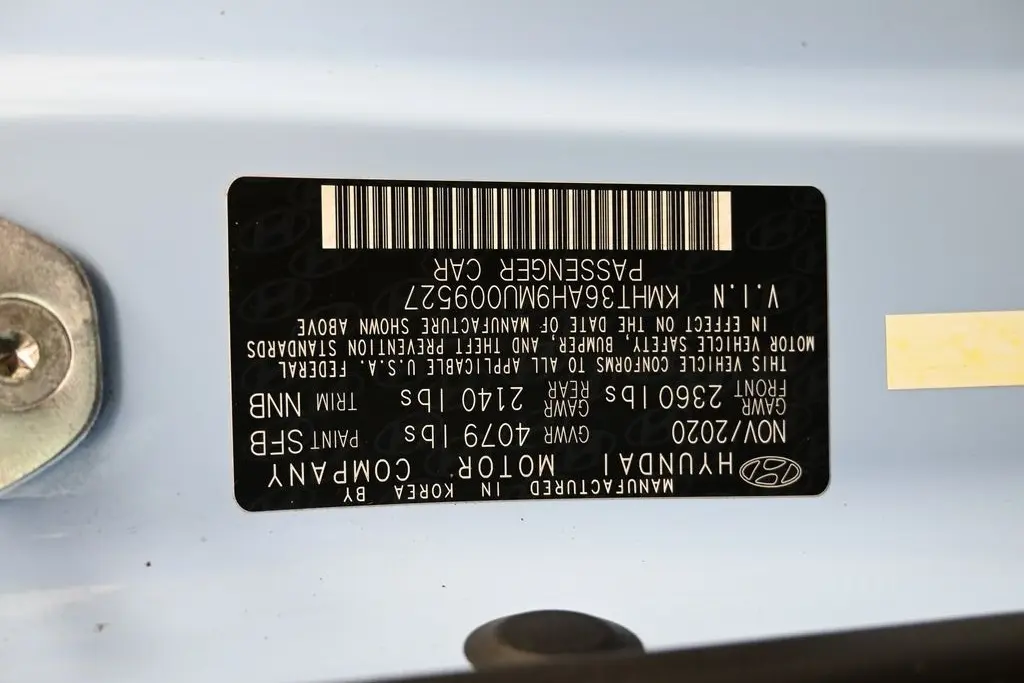 MANUFACTURED IN KOREA BY
HYUNDAI MOTOR COMPANY
NOV/2020 GVWR 4079 lbs PAINT SFB
GAWR FRONT 2360 lbs GAWR REAR 2140 lbs TRIM NNB
THIS VEHICLE CONFORMS TO ALL APPLICABLE U.S.A. FEDERAL
MOTOR VEHICLE SAFETY, BUMPER, AND THEFT PREVENTION STANDARDS
IN EFFECT ON THE DATE OF MANUFACTURE SHOWN ABOVE
V.I.N KMHT36AH9MU009527
PASSENGER CAR